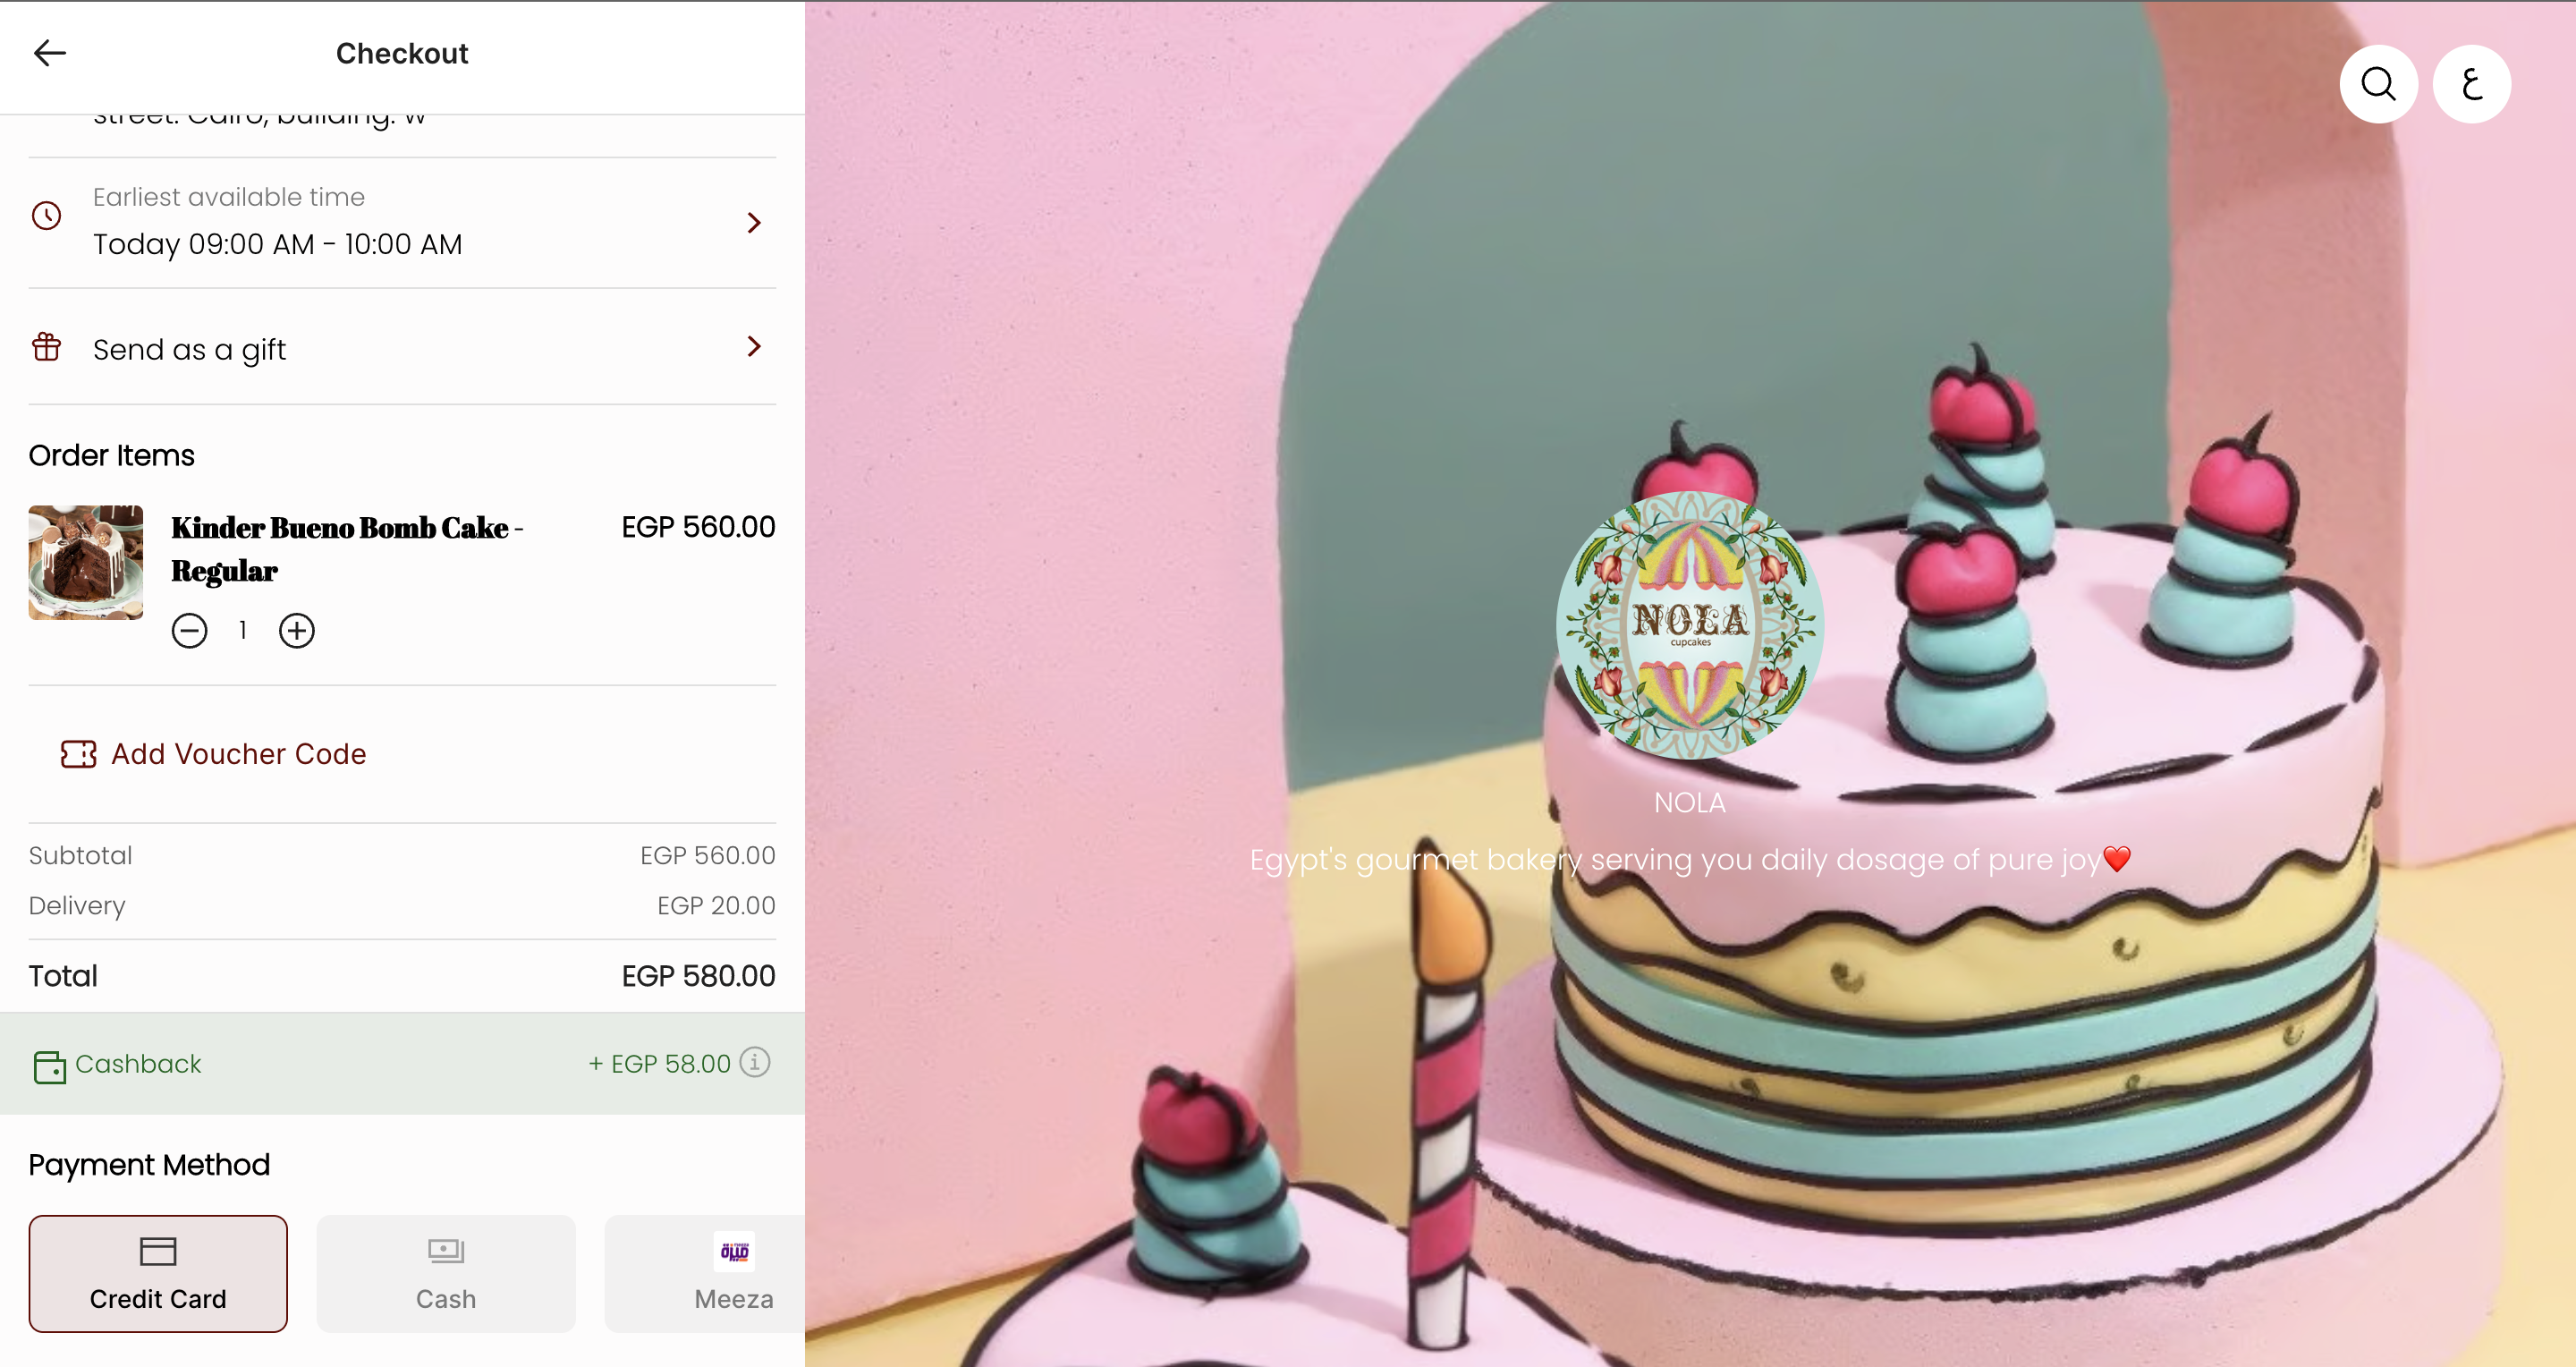 Checkout
street: Cairo, building: w
Earliest available time
Today 09:00 AM - 10:00 AM
Send as a gift
Order Items
Kinder Bueno Bomb Cake -
Regular
EGP 560.00
1
Add Voucher Code
Subtotal
EGP 560.00
Delivery
EGP 20.00
Total
EGP 580.00
Cashback
+ EGP 58.00
Payment Method
Credit Card
Cash
Meeza
ع
NOLA
cupcakes
NOLA
Egypt's gourmet bakery serving you daily dosage of pure joy❤️